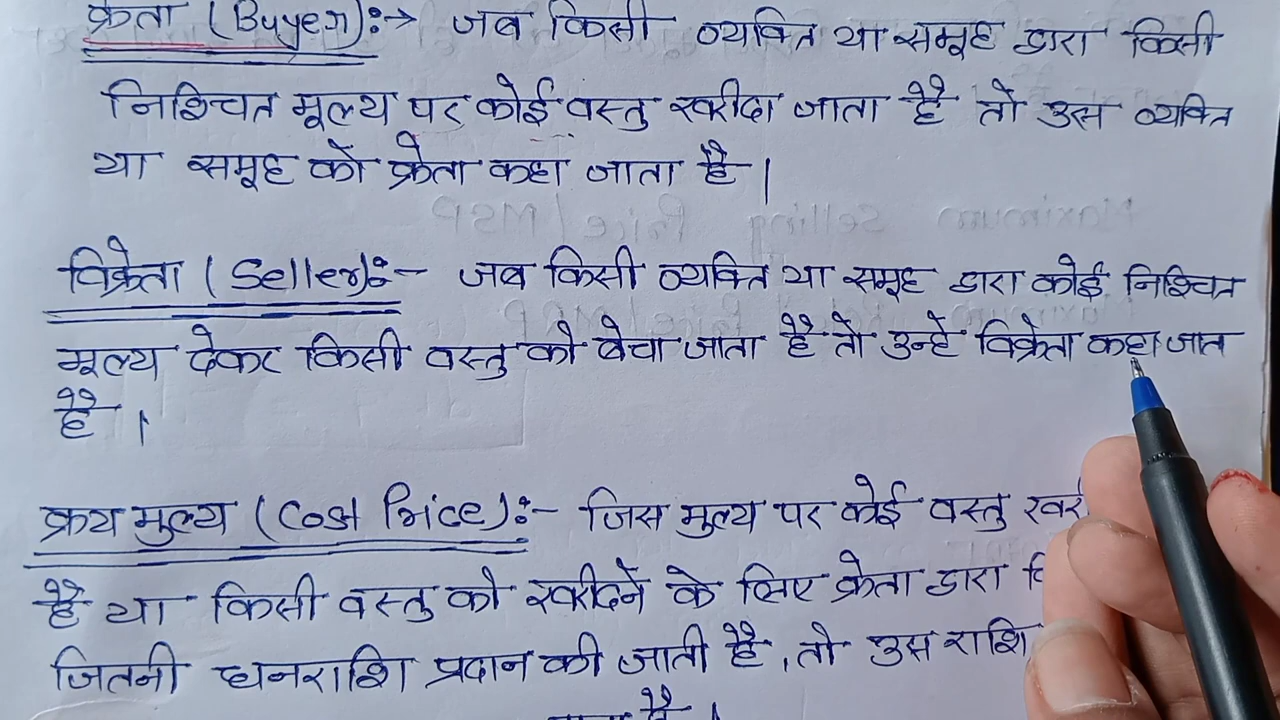 क्रेता (Buyer):→ जब किसी व्यक्ति या समूह द्वारा किसी
निश्चित मूल्य पर कोई वस्तु खरीदा जाता है तो उस व्यक्ति
या समूह को क्रेता कहा जाता है।
विक्रेता (Seller):- जब किसी व्यक्ति या समूह द्वारा कोई निश्चित
मूल्य देकर किसी वस्तु को बेचा जाता है तो उन्हे विक्रेता कहा जात
है।
क्रय मुल्य (Cost Price):- जिस मुल्य पर कोई वस्तु
है या किसी वस्तु को खरीदने के लिए क्रेता द्वारा
जितनी धनराशि प्रदान की जाती है, तो उस राशि
है।